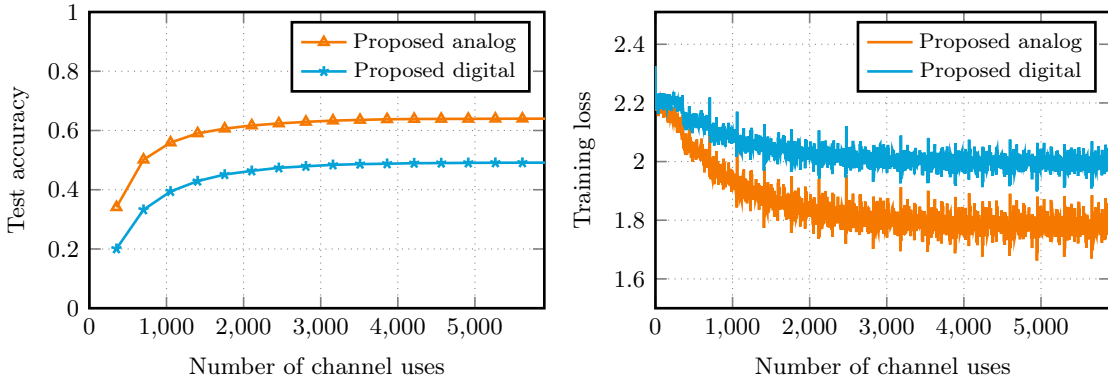 1
0.8
0.6
0.4
0.2
0
Test accuracy
Proposed analog
Proposed digital
0 1,000 2,000 3,000 4,000 5,000
Number of channel uses
2.4
2.2
2
1.8
1.6
Training loss
Proposed analog
Proposed digital
0 1,000 2,000 3,000 4,000 5,000
Number of channel uses